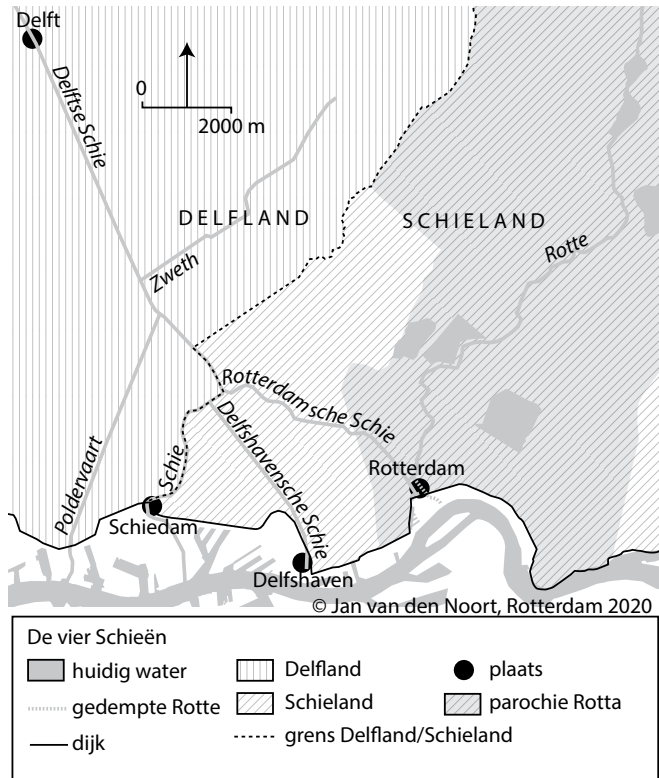 Delft
Delftse Schie
0
2000 m
DELFLAND
SCHIELAND
Rotte
Zweth
Rotterdamsche Schie
Delfshavensche Schie
Schie
Poldervaart
Rotterdam
Schiedam
Delfshaven
© Jan van den Noort, Rotterdam 2020
De vier Schieën
huidig water
Delfland
plaats
gedempte Rotte
Schieland
parochie Rotta
dijk
grens Delfland/Schieland